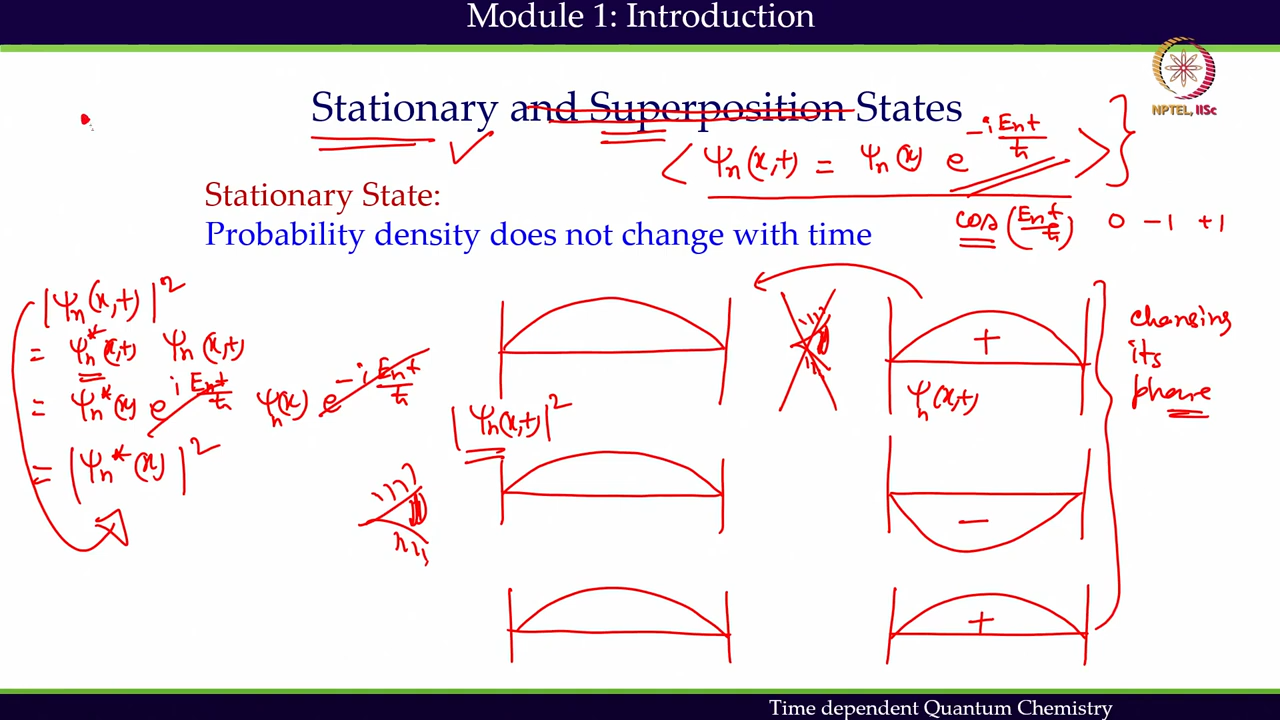 Module 1: Introduction
NPTEL, IISc
Stationary and Superposition States
ψn(x,t) = ψn(x) e^-iEnt/ħ
cos(Ent/ħ) 0 -1 +1
Stationary State:
Probability density does not change with time
|ψn(x,t)|²
= ψn*(x,t) ψn(x,t)
= ψn*(x) e^iEnt/ħ ψn(x) e^-iEnt/ħ
= |ψn*(x)|²
|ψn(x,t)|²
+
ψn(x,t)
−
+
changing
its
phase
Time dependent Quantum Chemistry